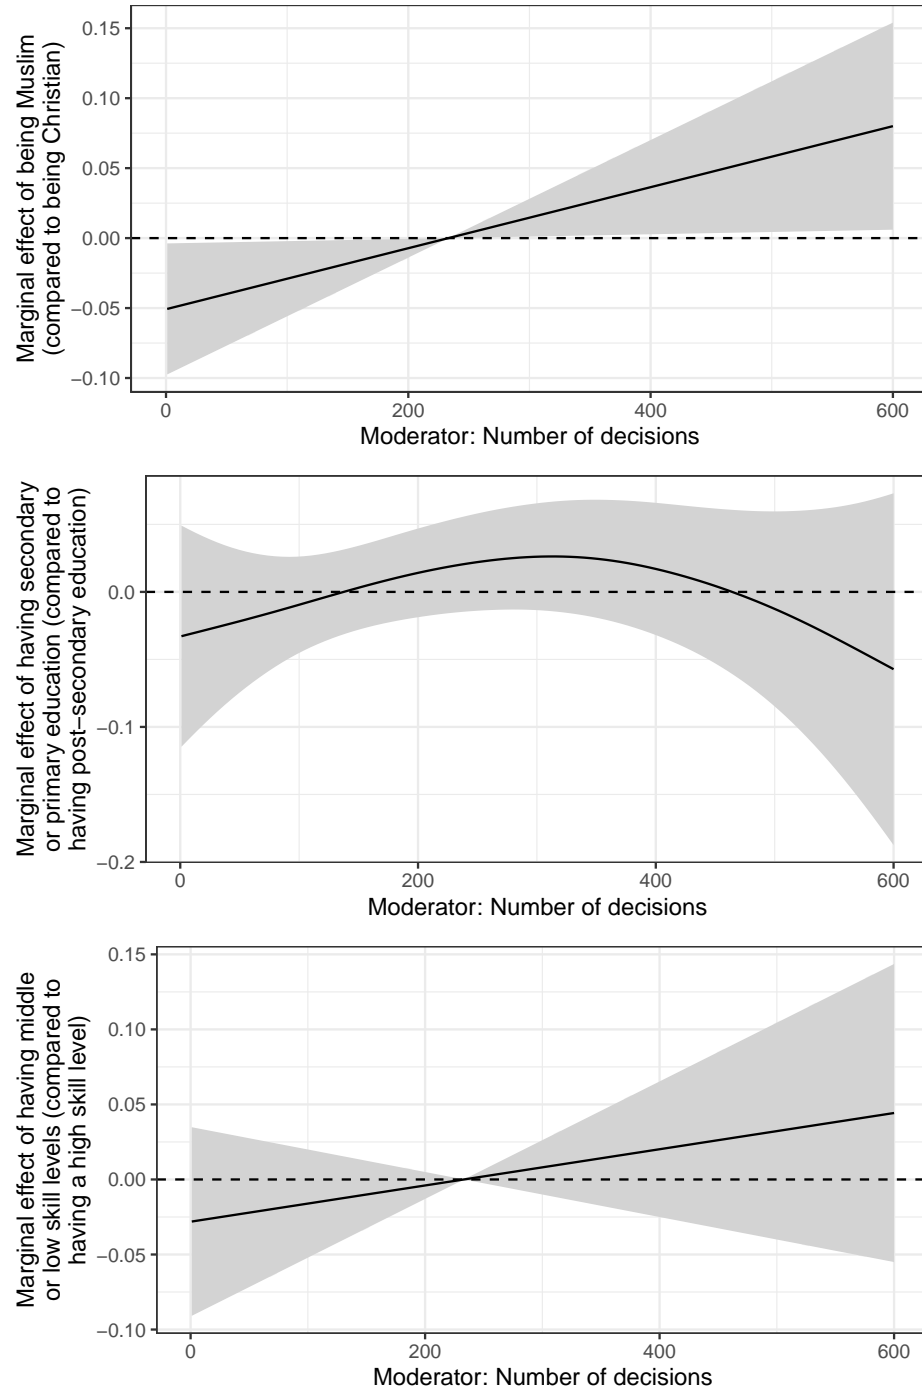 Marginal effect of being Muslim
(compared to being Christian)
0.15
0.10
0.05
0.00
−0.05
−0.10
0
200
400
600
Moderator: Number of decisions
Marginal effect of having secondary
or primary education (compared to
having post−secondary education)
0.0
−0.1
−0.2
0
200
400
600
Moderator: Number of decisions
Marginal effect of having middle
or low skill levels (compared to
having a high skill level)
0.15
0.10
0.05
0.00
−0.05
−0.10
0
200
400
600
Moderator: Number of decisions